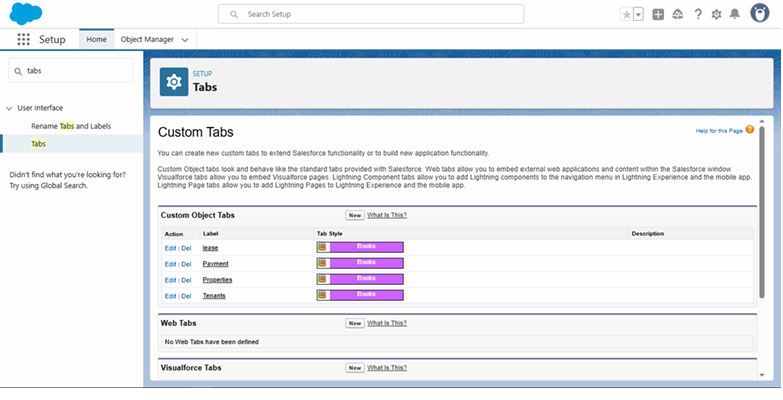 Search Setup
Setup
Home
Object Manager
tabs
User Interface
Rename Tabs and Labels
Tabs
Didn't find what you're looking for?
Try using Global Search.
SETUP
Tabs
Custom Tabs
Help for this Page
You can create new custom tabs to extend Salesforce functionality or to build new application functionality.
Custom Object tabs look and behave like the standard tabs provided with Salesforce. Web tabs allow you to embed external web applications and content within the Salesforce window.
Visualforce tabs allow you to embed Visualforce pages. Lightning Component tabs allow you to add Lightning components to the navigation menu in Lightning Experience and the mobile app.
Lightning Page tabs allow you to add Lightning Pages to Lightning Experience and the mobile app.
Custom Object Tabs New What Is This?
Action Label Tab Style Description
Edit | Del lease Books
Edit | Del Payment Books
Edit | Del Properties Books
Edit | Del Tenants Books
Web Tabs New What Is This?
No Web Tabs have been defined
Visualforce Tabs New What Is This?